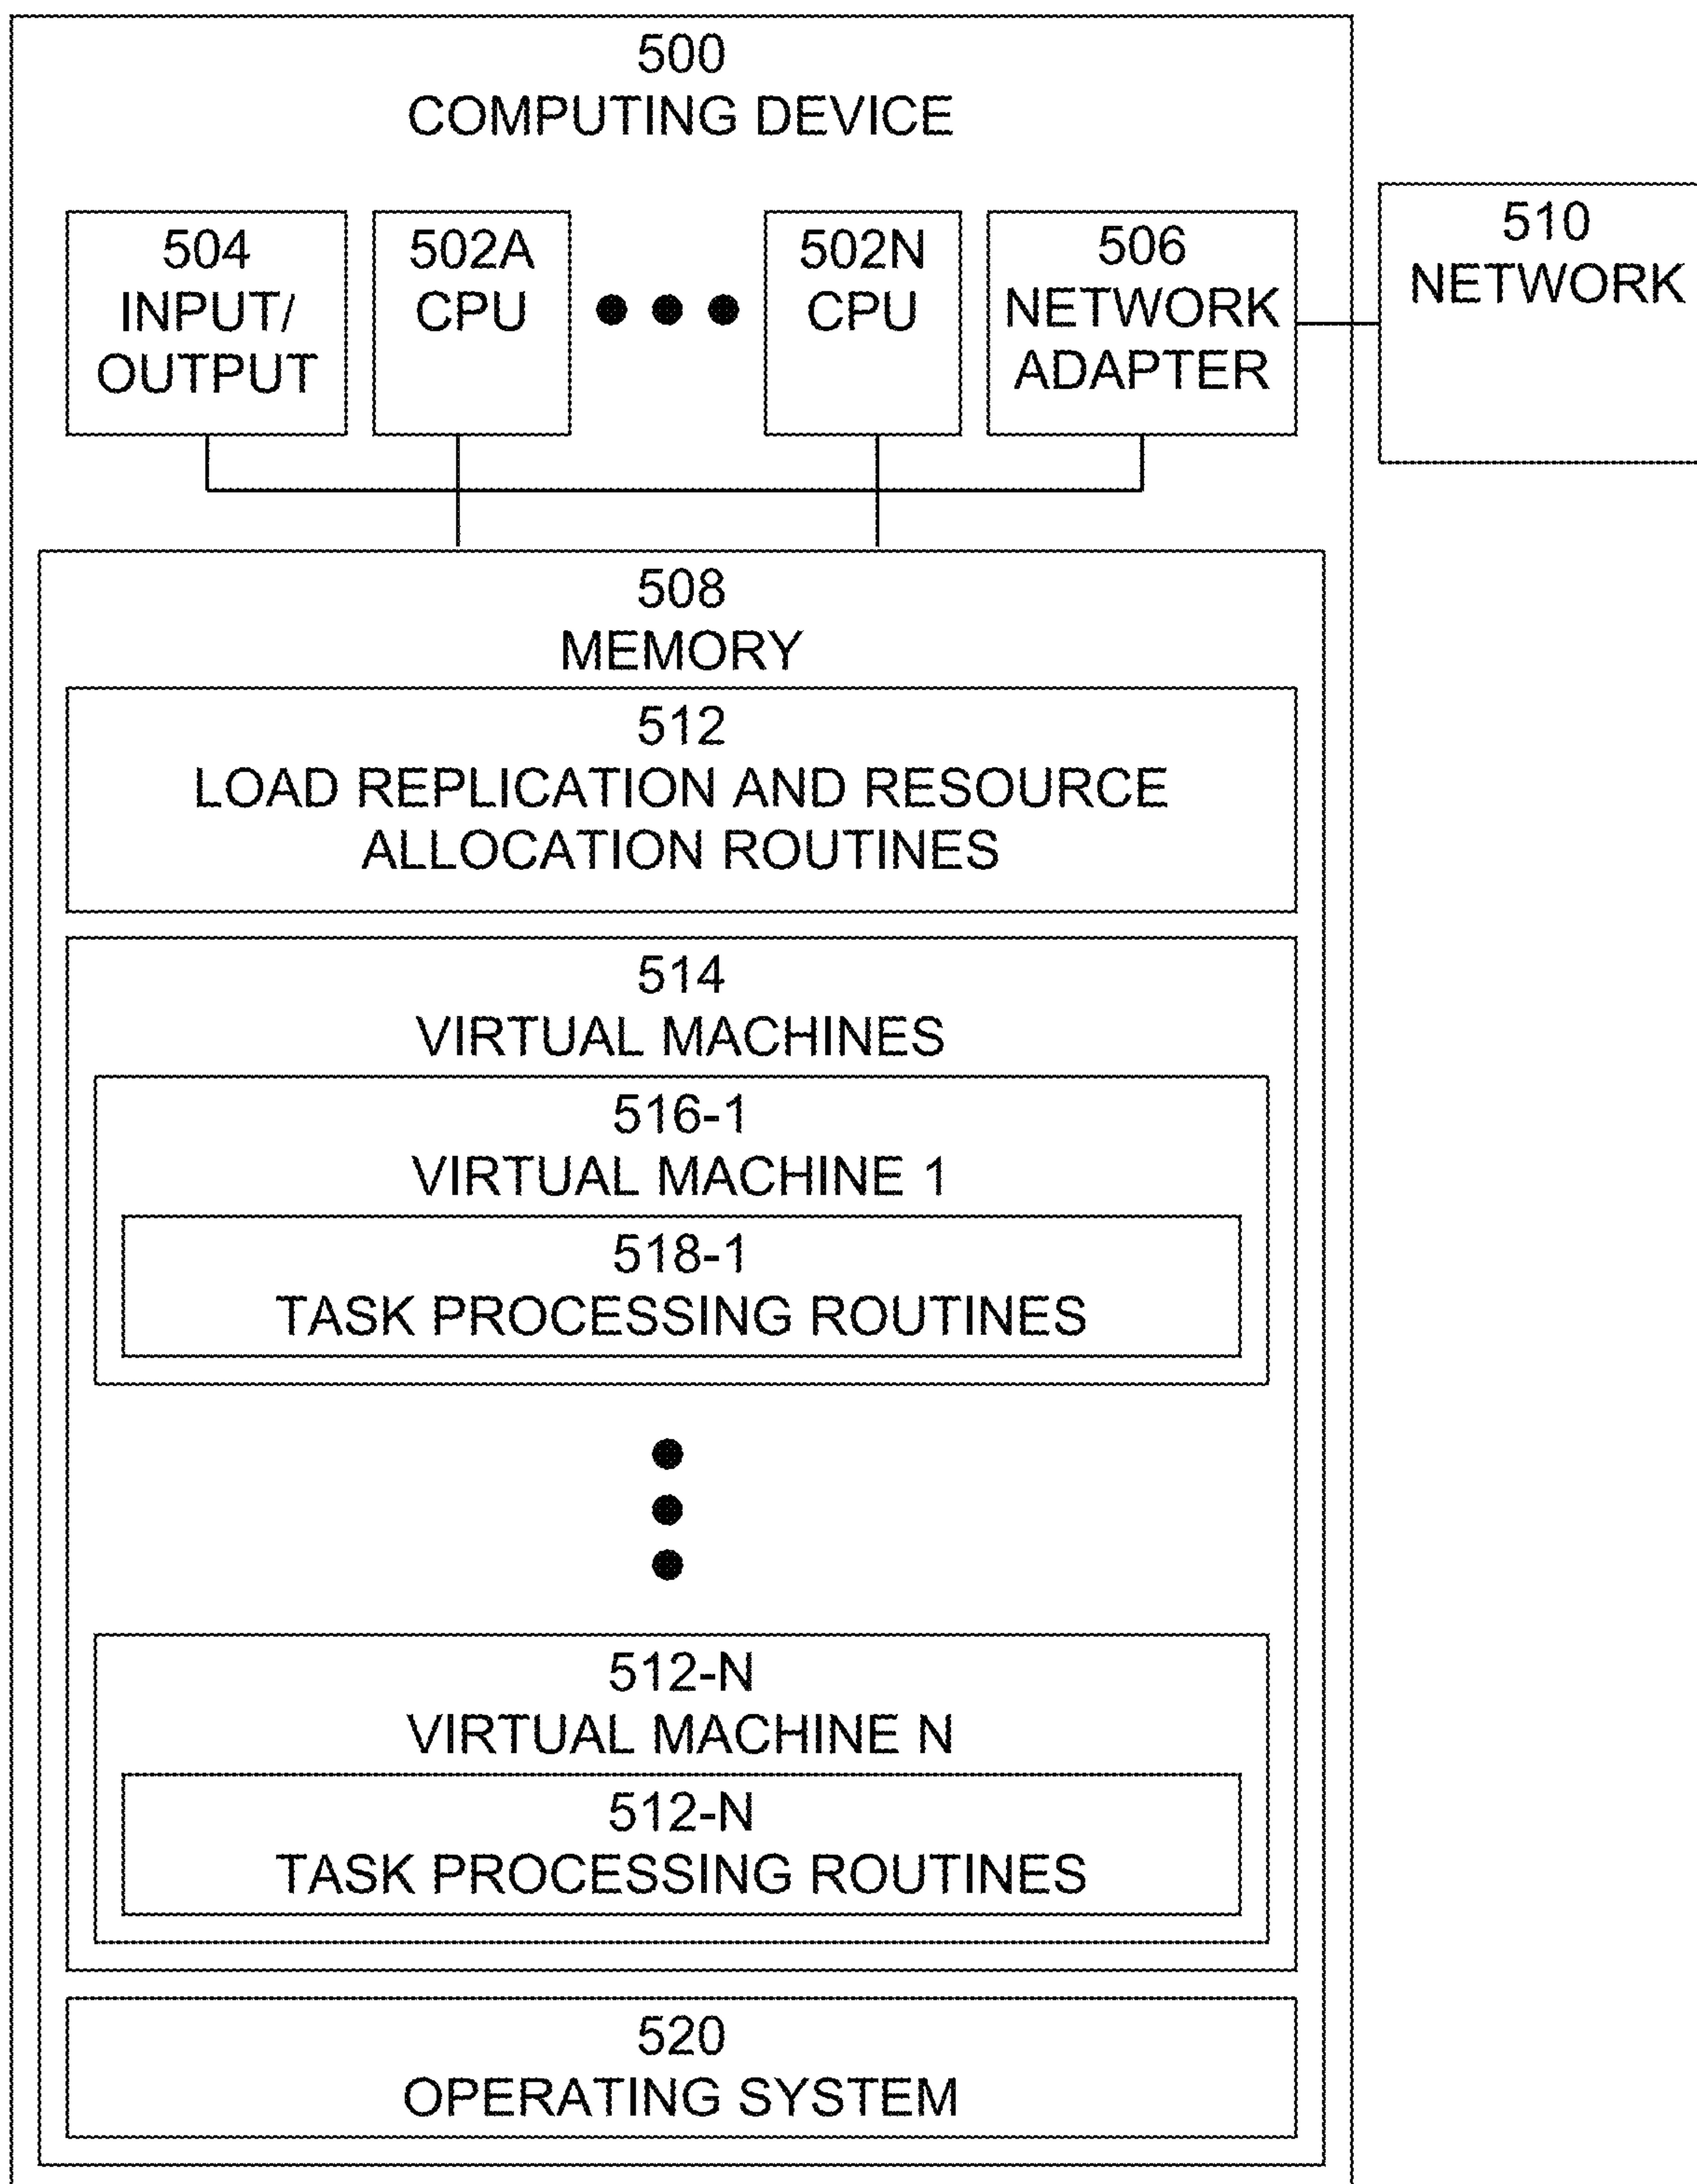 500
COMPUTING DEVICE
504
INPUT/
OUTPUT
502A
CPU
502N
CPU
506
NETWORK
ADAPTER
510
NETWORK
508
MEMORY
512
LOAD REPLICATION AND RESOURCE
ALLOCATION ROUTINES
514
VIRTUAL MACHINES
516-1
VIRTUAL MACHINE 1
518-1
TASK PROCESSING ROUTINES
512-N
VIRTUAL MACHINE N
512-N
TASK PROCESSING ROUTINES
520
OPERATING SYSTEM